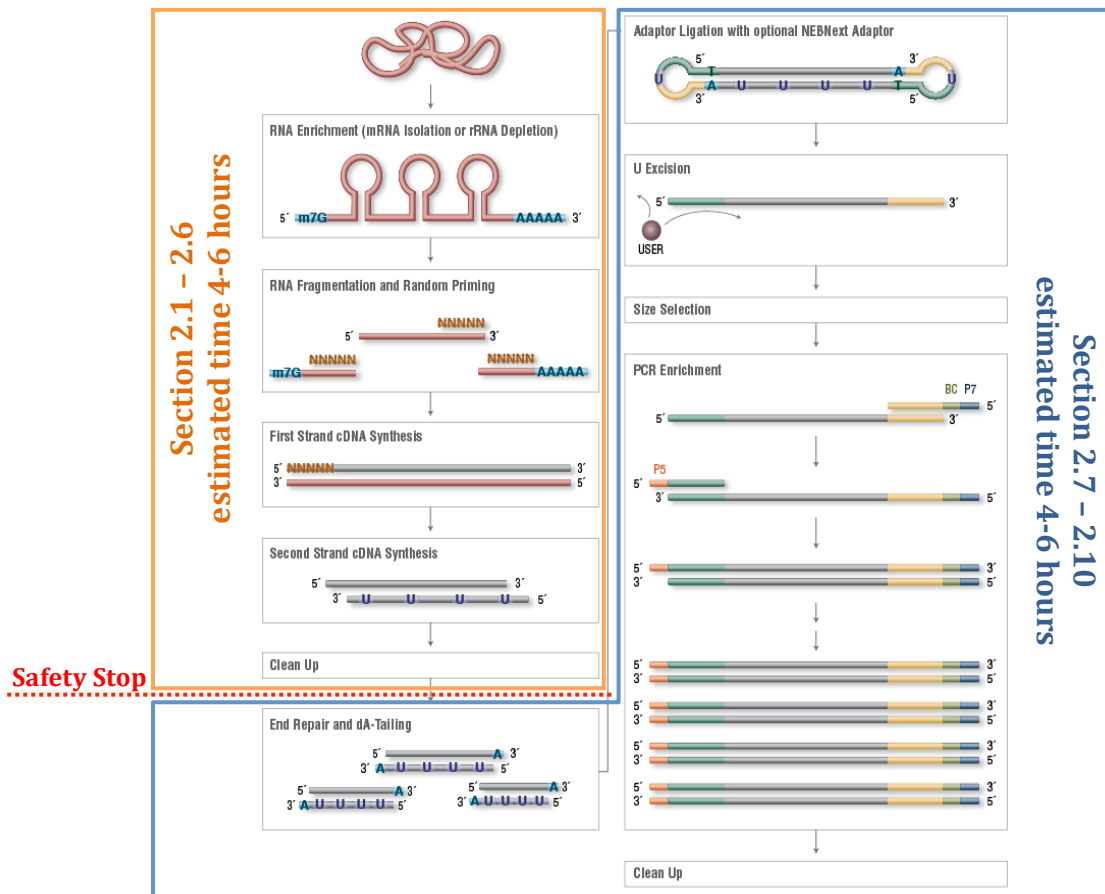 Section 2.1 – 2.6
estimated time 4-6 hours
RNA Enrichment (mRNA Isolation or rRNA Depletion)
5´ m7G AAAAA 3´
RNA Fragmentation and Random Priming
NNNNN
5´ 3´
NNNNN NNNNN
m7G AAAAA
First Strand cDNA Synthesis
5´ NNNNN 3´
3´ 5´
Second Strand cDNA Synthesis
5´ 3´
3´ U U U U 5´
Clean Up
Safety Stop
End Repair and dA-Tailing
5´ A 3´
3´ A U U U U 5´
5´ A 3´
3´ A U U U U 5´
5´ A 3´
3´ A U U U U 5´
Adaptor Ligation with optional NEBNext Adaptor
5´ 3´
T A
U U
A U U U U T
3´ 5´
U Excision
5´ 3´
USER
Size Selection
PCR Enrichment
BC P7
5´
5´ 3´
P5
5´
3´ 5´
5´ 3´
3´ 5´
5´ 3´
5´ 5´
5´ 3´
5´ 5´
5´ 3´
5´ 5´
5´ 3´
5´ 5´
Clean Up
Section 2.7 – 2.10
estimated time 4-6 hours